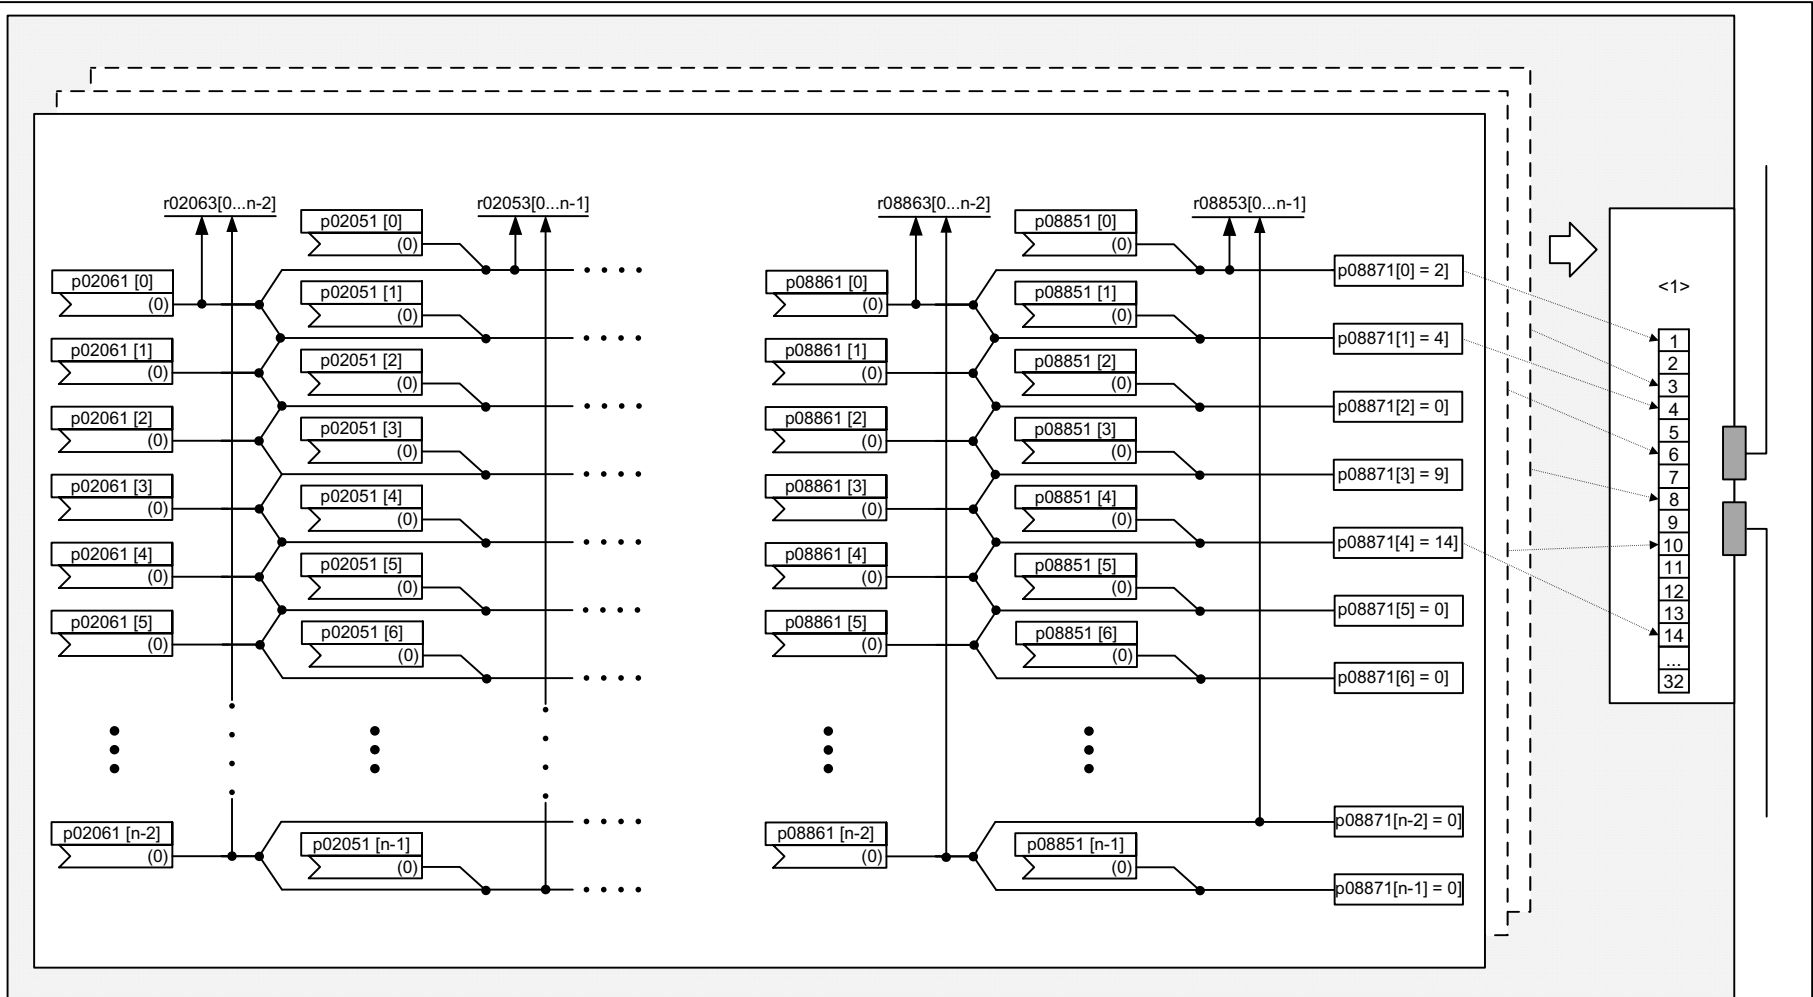 r02063[0...n-2]
r02053[0...n-1]
r08863[0...n-2]
r08853[0...n-1]
p02051 [0]
(0)
p08851 [0]
(0)
p02061 [0]
(0)
p02051 [1]
(0)
p08861 [0]
(0)
p08851 [1]
(0)
p08871[0] = 2]
p02061 [1]
(0)
p02051 [2]
(0)
p08861 [1]
(0)
p08851 [2]
(0)
p08871[1] = 4]
p02061 [2]
(0)
p02051 [3]
(0)
p08861 [2]
(0)
p08851 [3]
(0)
p08871[2] = 0]
p02061 [3]
(0)
p02051 [4]
(0)
p08861 [3]
(0)
p08851 [4]
(0)
p08871[3] = 9]
p02061 [4]
(0)
p02051 [5]
(0)
p08861 [4]
(0)
p08851 [5]
(0)
p08871[4] = 14]
p02061 [5]
(0)
p02051 [6]
(0)
p08861 [5]
(0)
p08851 [6]
(0)
p08871[5] = 0]
p08871[6] = 0]
p02061 [n-2]
(0)
p02051 [n-1]
(0)
p08861 [n-2]
(0)
p08851 [n-1]
(0)
p08871[n-2] = 0]
p08871[n-1] = 0]
<1>
1
2
3
4
5
6
7
8
9
10
11
12
13
14
...
32